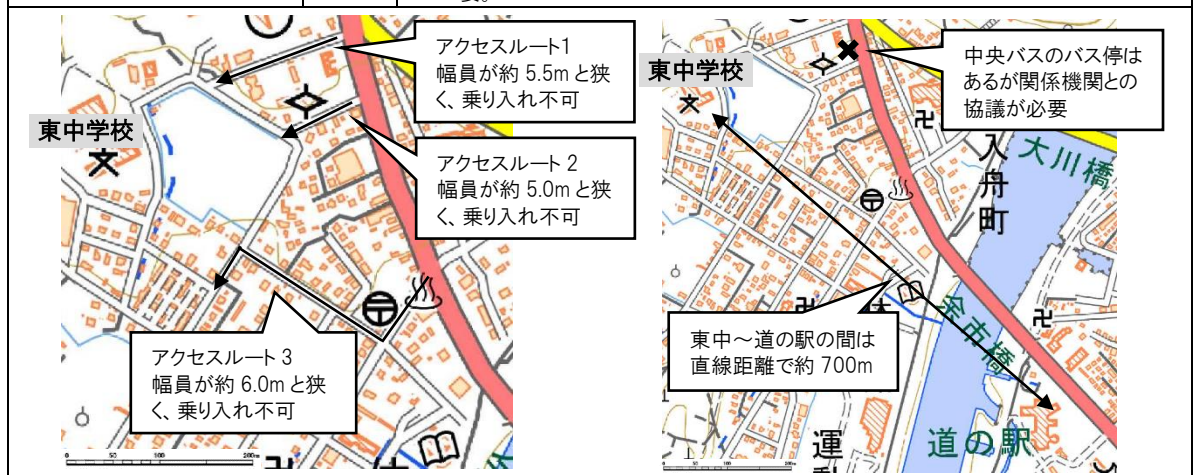 東中学校
アクセスルート1
幅員が約 5.5m と狭
く、乗り入れ不可
アクセスルート 2
幅員が約 5.0m と狭
く、乗り入れ不可
アクセスルート 3
幅員が約 6.0m と狭
く、乗り入れ不可
東中学校
中央バスのバス停は
あるが関係機関との
協議が必要
入舟町
大川橋
金市橋
東中～道の駅の間は
直線距離で約 700m
道の駅
運